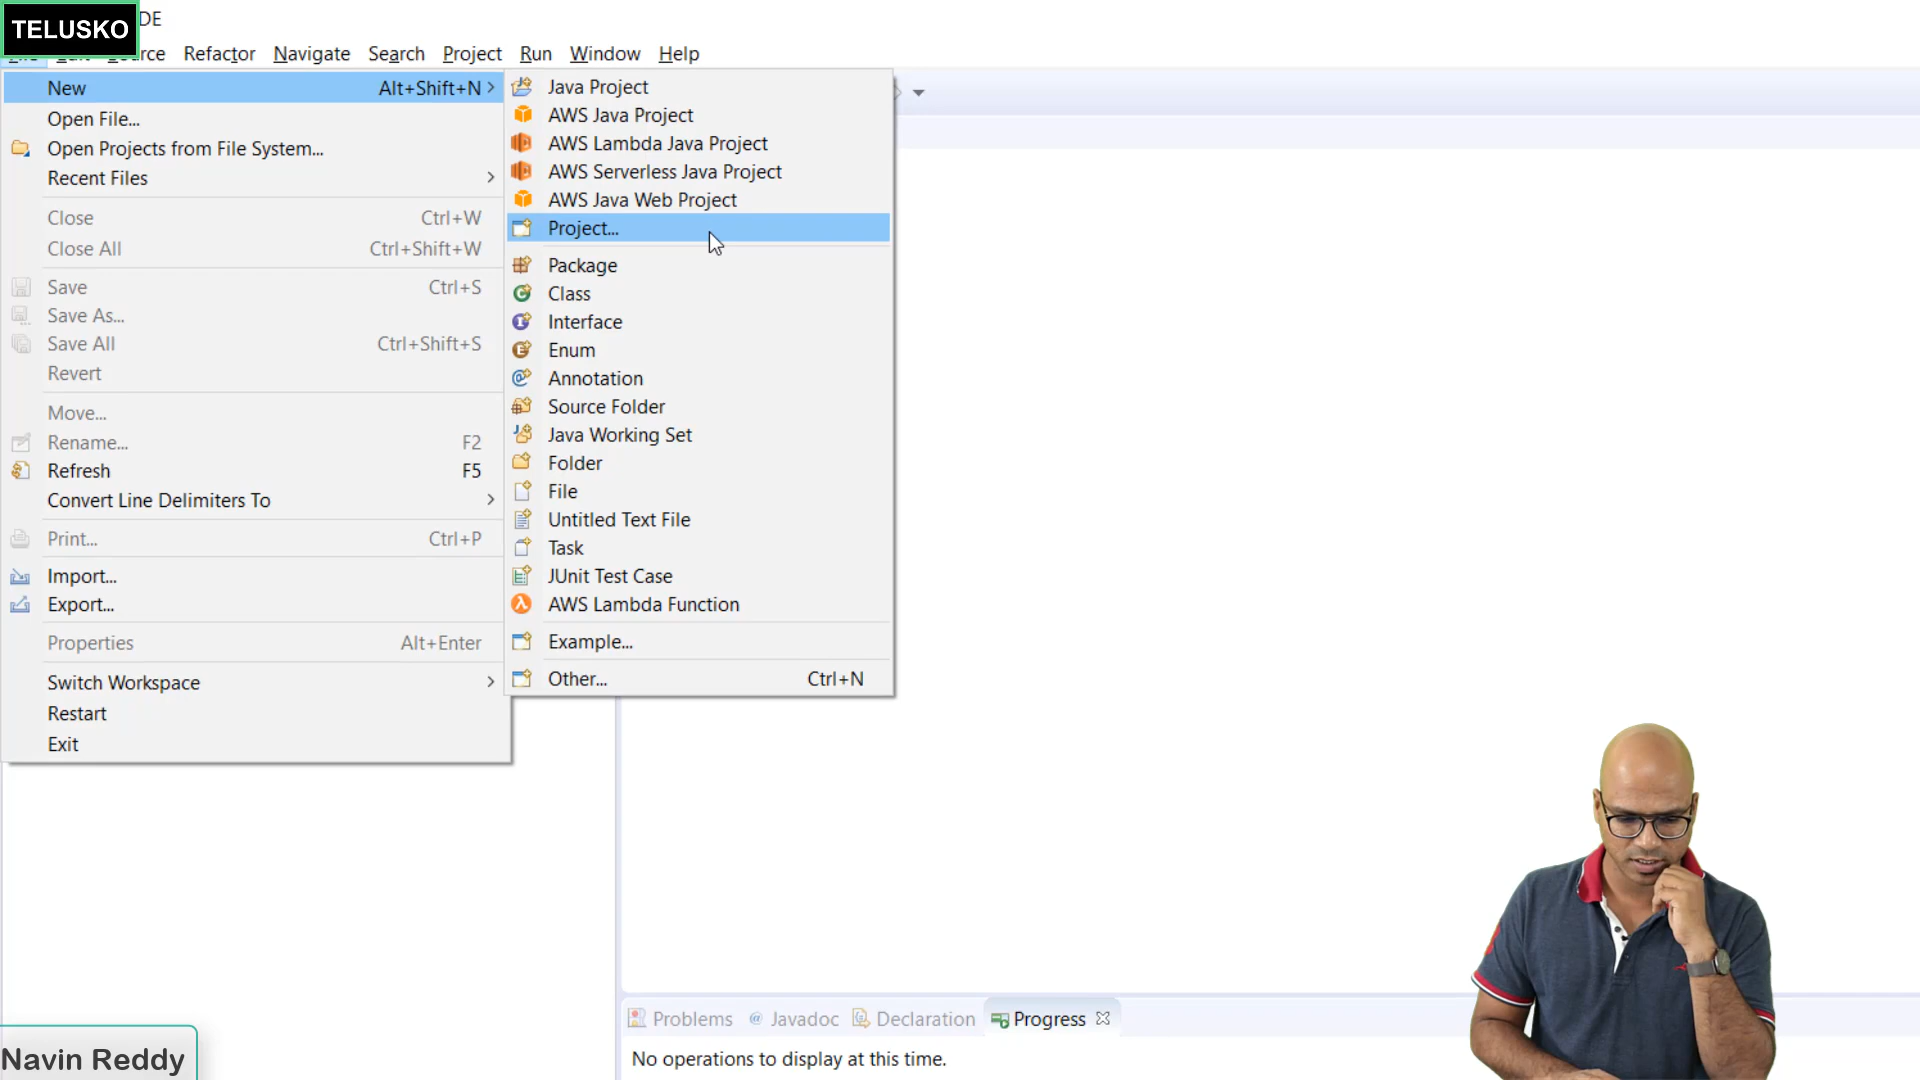 TELUSKO
DE
Source Refactor Navigate Search Project Run Window Help
New Alt+Shift+N
Open File...
Open Projects from File System...
Recent Files
Close Ctrl+W
Close All Ctrl+Shift+W
Save Ctrl+S
Save As...
Save All Ctrl+Shift+S
Revert
Move...
Rename... F2
Refresh F5
Convert Line Delimiters To
Print... Ctrl+P
Import...
Export...
Properties Alt+Enter
Switch Workspace
Restart
Exit
Java Project
AWS Java Project
AWS Lambda Java Project
AWS Serverless Java Project
AWS Java Web Project
Project...
Package
Class
Interface
Enum
Annotation
Source Folder
Java Working Set
Folder
File
Untitled Text File
Task
JUnit Test Case
AWS Lambda Function
Example...
Other... Ctrl+N
Problems Javadoc Declaration Progress
No operations to display at this time.
Navin Reddy